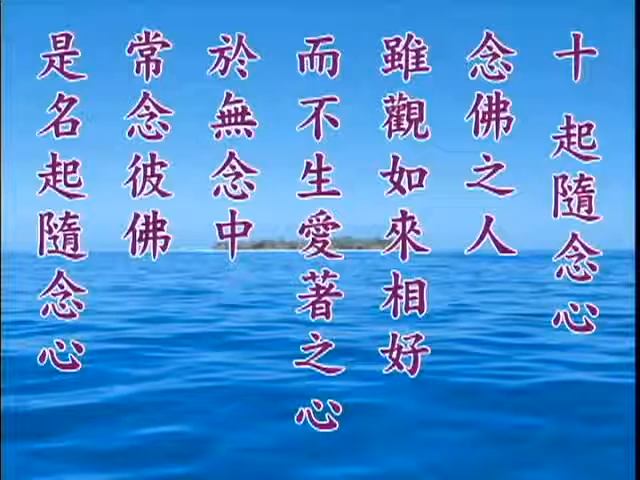 十 起隨念心
念佛之人
雖觀如來相好
而不生愛著之心
於無念中
常念彼佛
是名起隨念心